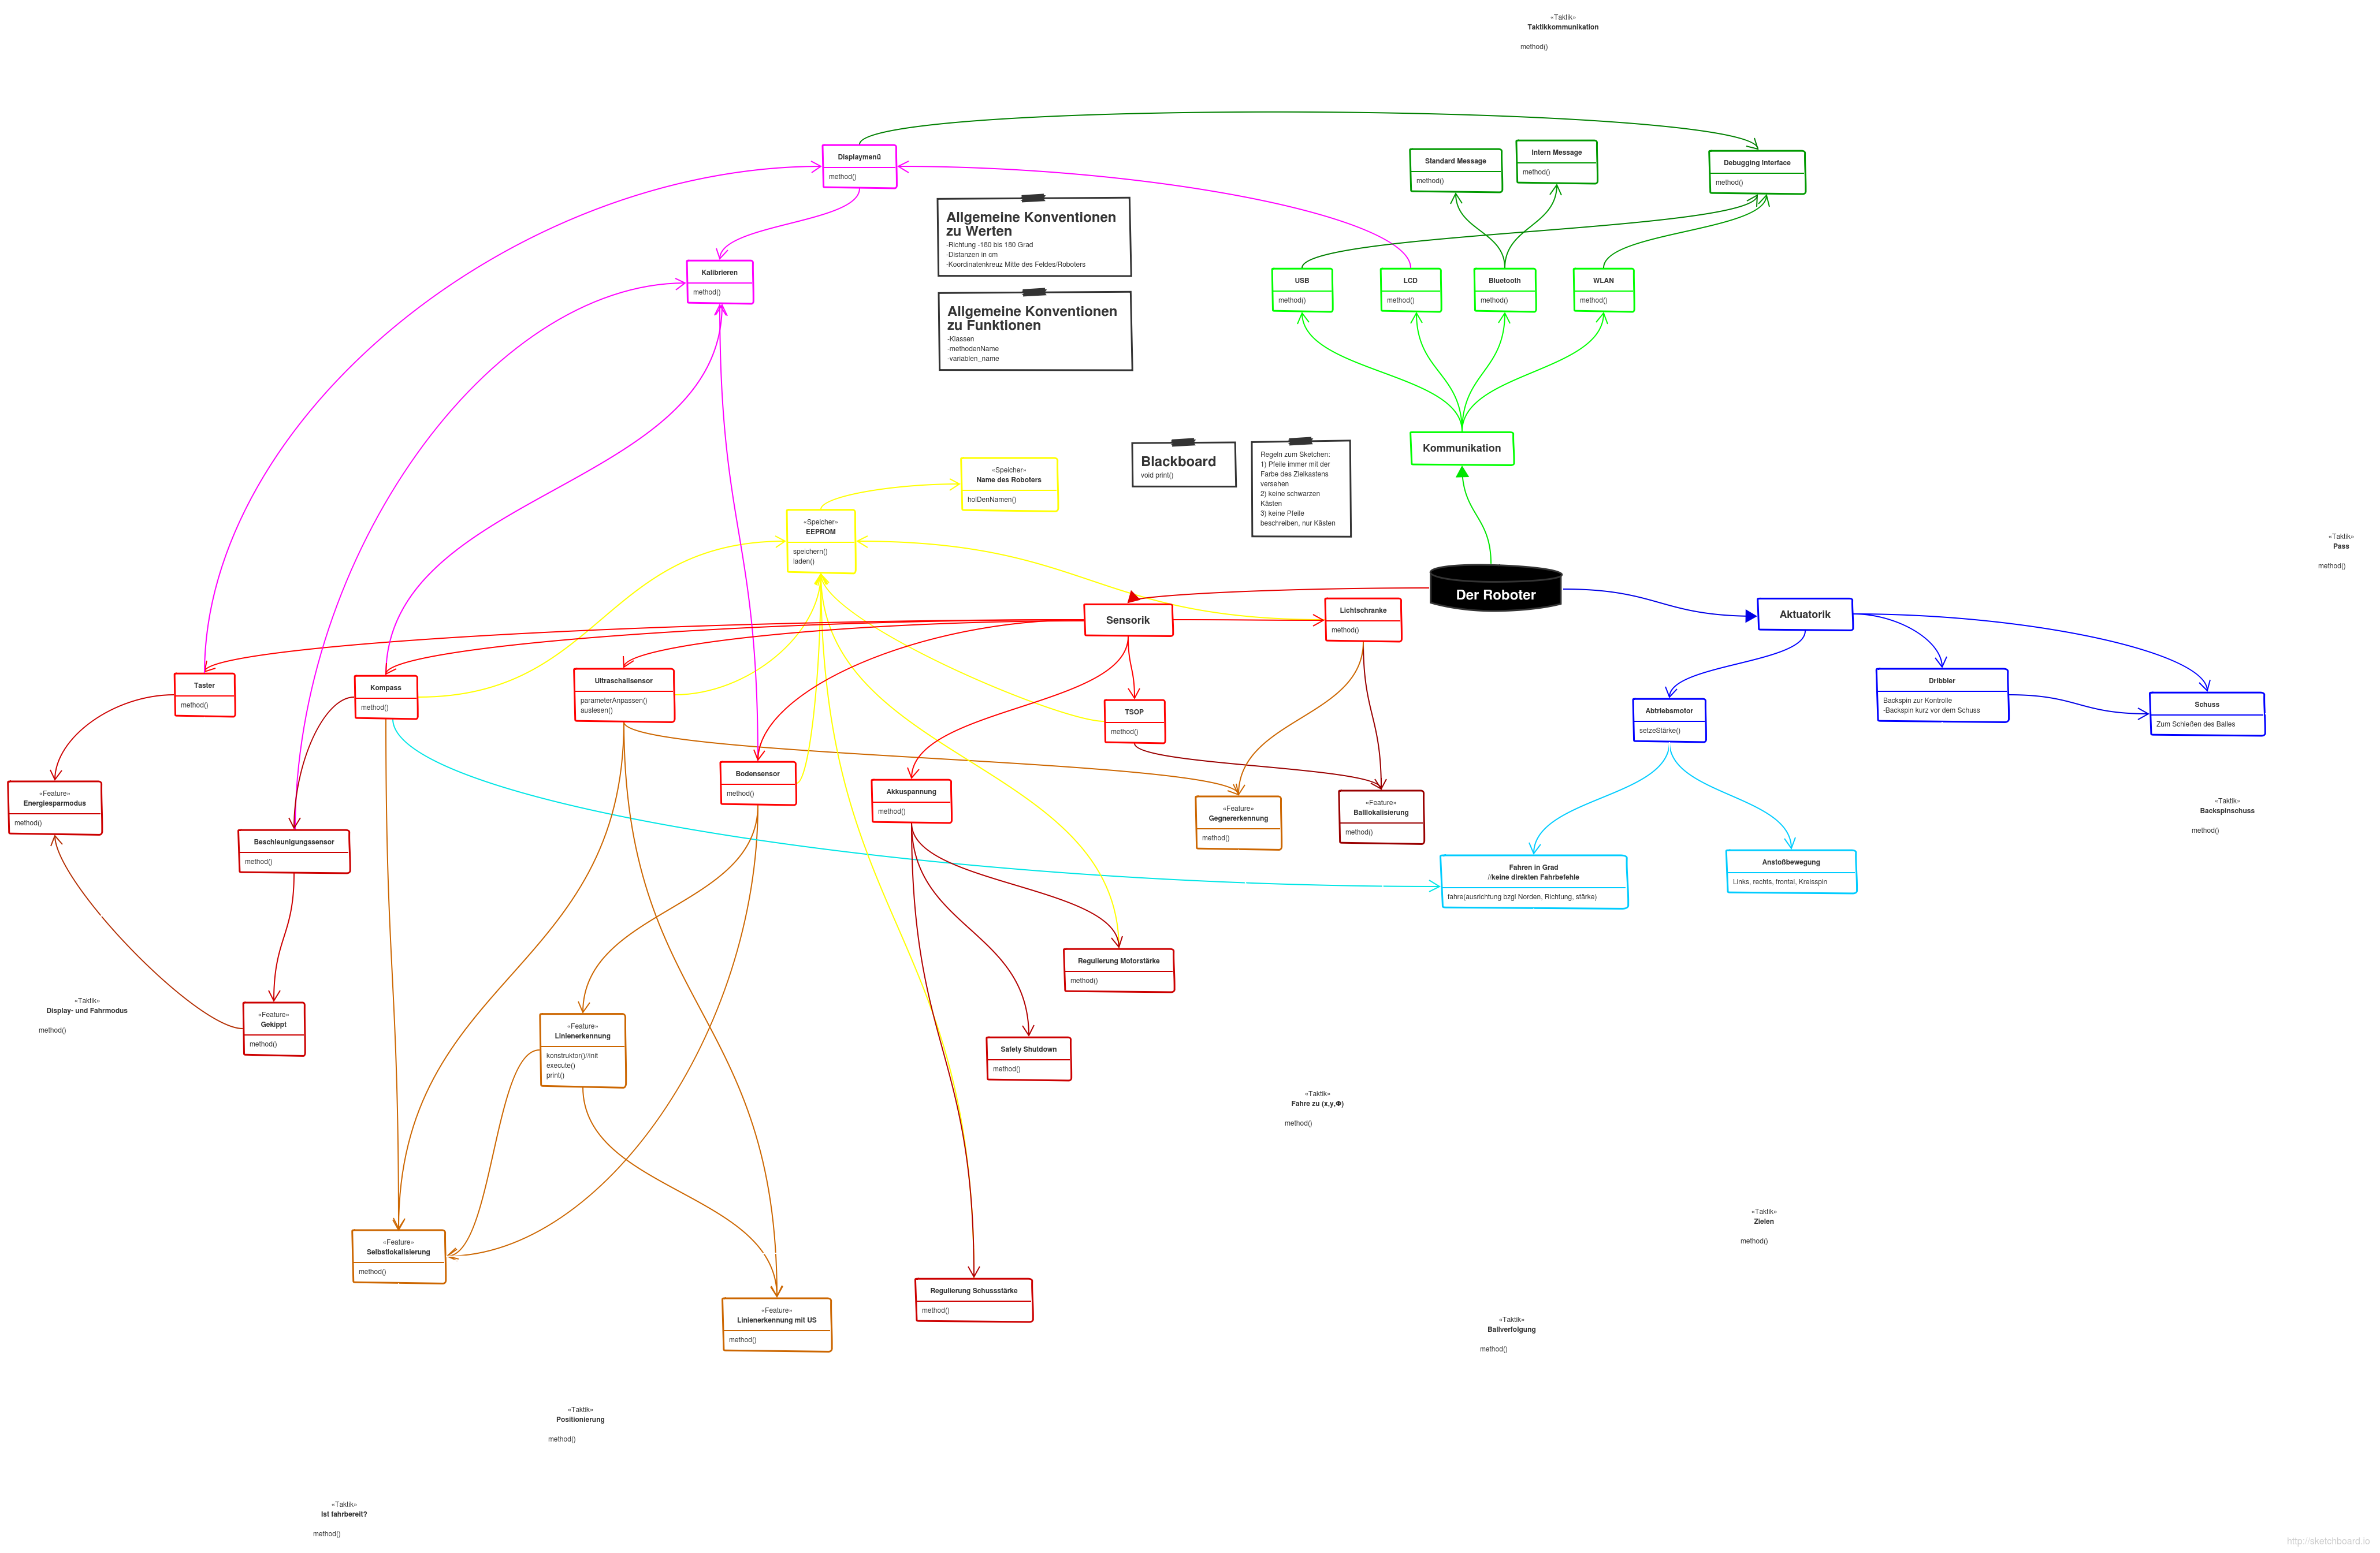 «Taktik»
Taktikkommunikation
method()
Displaymenü
method()
Standard Message
method()
Intern Message
method()
Debugging Interface
method()
Allgemeine Konventionen
zu Werten
-Richtung -180 bis 180 Grad
-Distanzen in cm
-Koordinatenkreuz Mitte des Feldes/Roboters
Kalibrieren
method()
USB
method()
LCD
method()
Bluetooth
method()
WLAN
method()
Allgemeine Konventionen
zu Funktionen
-Klassen
-methodenName
-variablen_name
Kommunikation
Blackboard
void print()
Regeln zum Sketchen:
1) Pfeile immer mit der
Farbe des Zielkastens
versehen
2) keine schwarzen
Kästen
3) keine Pfeile
beschreiben, nur Kästen
«Speicher»
Name des Roboters
holDenNamen()
«Speicher»
EEPROM
speichern()
laden()
«Taktik»
Pass
method()
Der Roboter
Sensorik
Lichtschranke
method()
Aktuatorik
Taster
method()
Kompass
method()
Ultraschallsensor
parameterAnpassen()
auslesen()
TSOP
method()
Abtriebsmotor
setzeStärke()
Dribbler
Backspin zur Kontrolle
-Backspin kurz vor dem Schuss
Schuss
Zum Schießen des Balles
«Feature»
Energiesparmodus
method()
Bodensensor
method()
Akkuspannung
method()
«Feature»
Gegnererkennung
method()
«Feature»
Balllokalisierung
method()
«Taktik»
Backspinschuss
method()
Beschleunigungssensor
method()
Fahren in Grad
//keine direkten Fahrbefehle
fahre(ausrichtung bzgl Norden, Richtung, stärke)
Anstoßbewegung
Links, rechts, frontal, Kreisspin
Regulierung Motorstärke
method()
«Taktik»
Display- und Fahrmodus
method()
«Feature»
Gekippt
method()
«Feature»
Linienerkennung
konstruktor()//init
execute()
print()
Safety Shutdown
method()
«Taktik»
Fahre zu (x,y,Φ)
method()
«Feature»
Selbstlokalisierung
method()
«Taktik»
Zielen
method()
«Feature»
Linienerkennung mit US
method()
Regulierung Schussstärke
method()
«Taktik»
Ballverfolgung
method()
«Taktik»
Positionierung
method()
«Taktik»
Ist fahrbereit?
method()
http://sketchboard.io